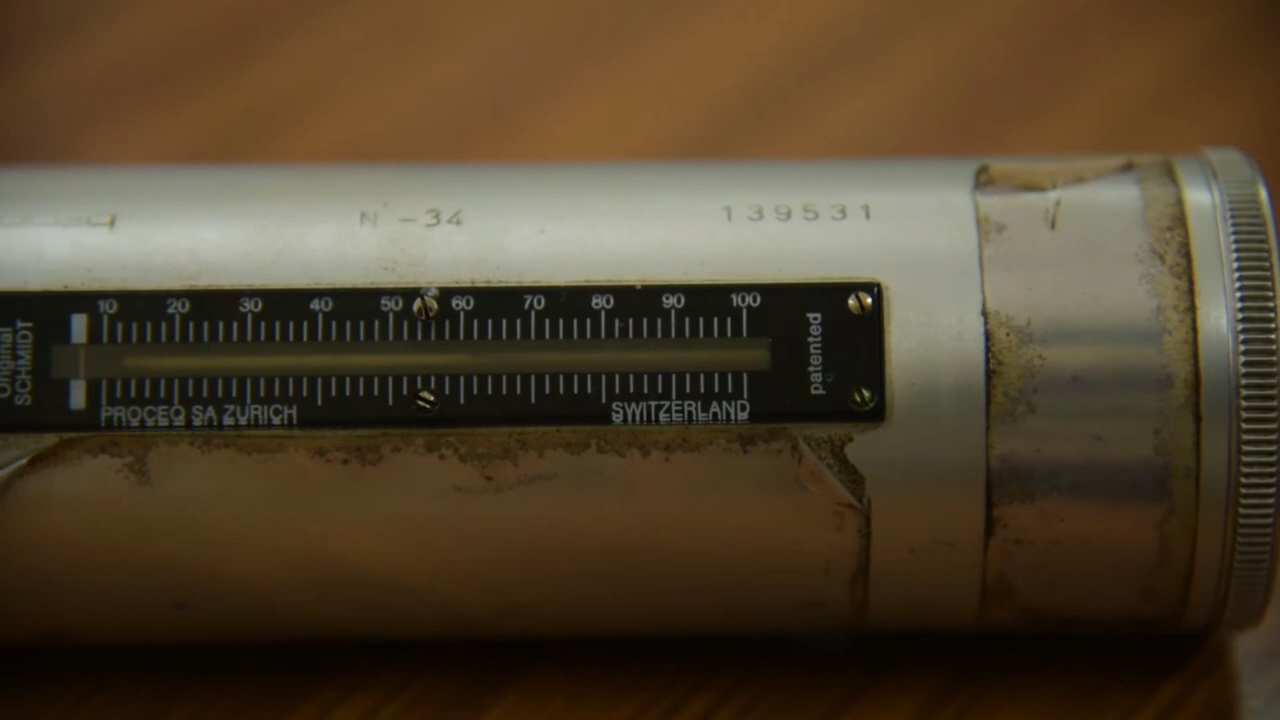 N -34
139531
Original
SCHMIDT
10 20 30 40 50 60 70 80 90 100
patented
PROCEQ SA ZURICH
SWITZERLAND